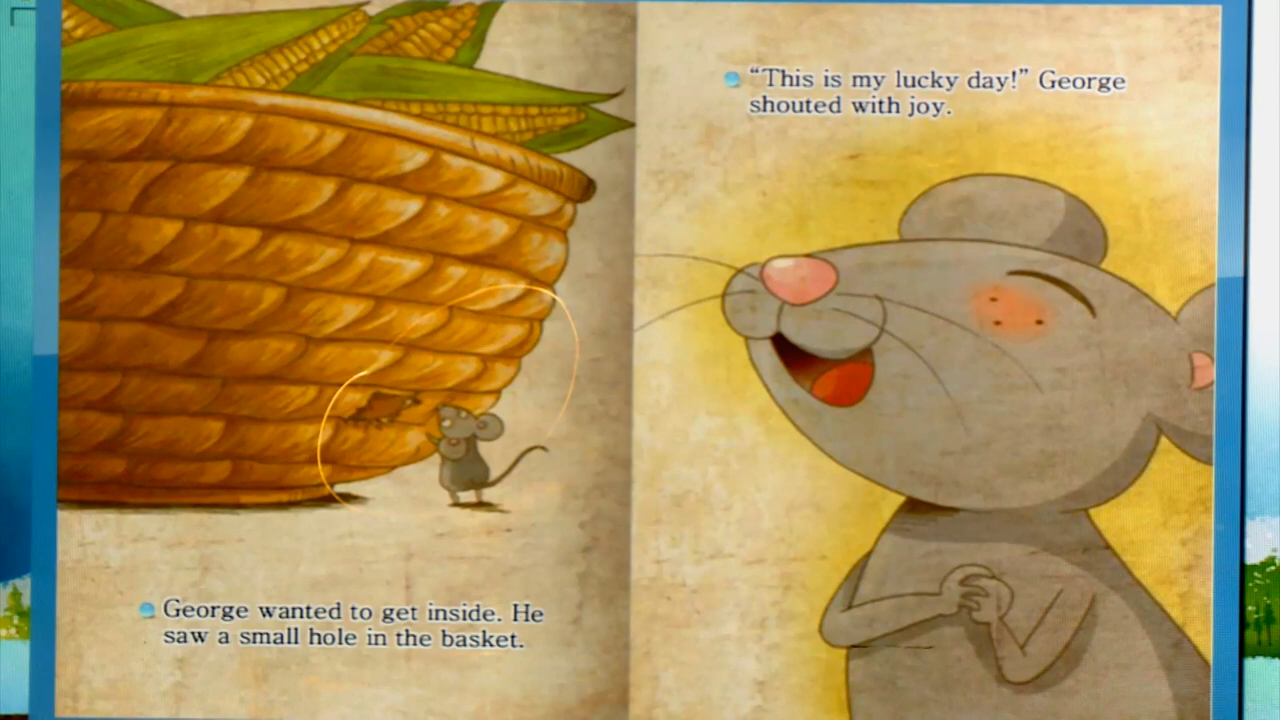 George wanted to get inside. He
saw a small hole in the basket.
“This is my lucky day!” George
shouted with joy.